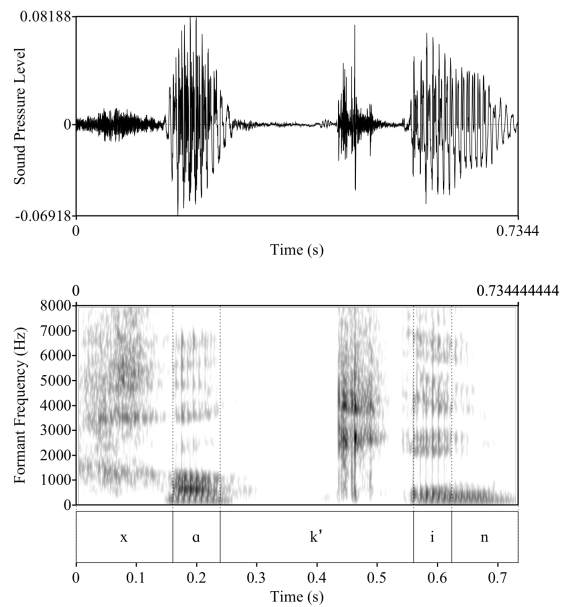 0.08188
Sound Pressure Level
0
-0.06918
0 0.7344
Time (s)
0 0.734444444
8000
7000
6000
5000
4000
3000
2000
1000
0
Formant Frequency (Hz)
x ɑ k' i n
0 0.1 0.2 0.3 0.4 0.5 0.6 0.7
Time (s)